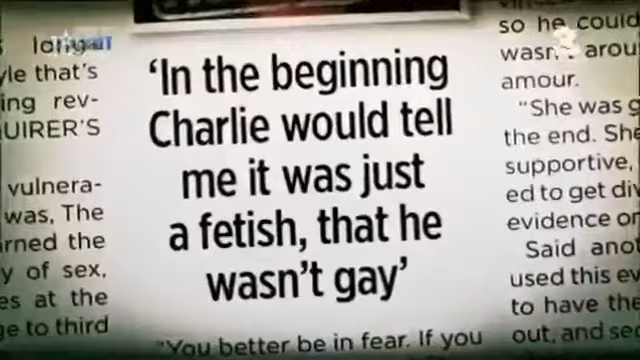 'In the beginning
Charlie would tell
me it was just
a fetish, that he
wasn't gay'
"You better be in fear. If you
that's
ing rev-
UIRER'S
vulnera-
was, The
rned the
y of sex,
es at the
ge to third
so he could
amour.
"She was g
the end. She
supportive,
ed to get div
evidence or
Said anot
used this ev
to have the
out, and sec